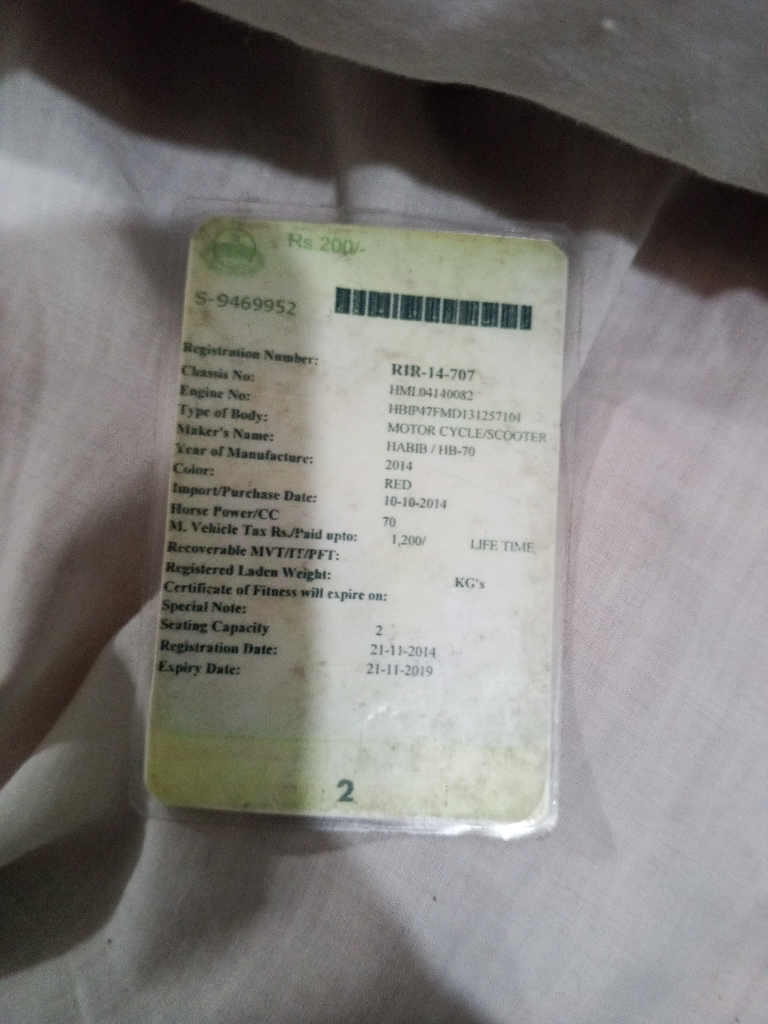 Rs 200/-
S-9469952
Registration Number: RIR-14-707
Chassis No: HML04140082
Engine No: HBIP47FMD131257101
Type of Body: MOTOR CYCLE/SCOOTER
Maker's Name: HABIB / HB-70
Year of Manufacture: 2014
Color: RED
Import/Purchase Date: 10-10-2014
Horse Power/CC 70
M. Vehicle Tax Rs./Paid upto: 1,200/ LIFE TIME
Recoverable MVT/IT/PFT:
Registered Laden Weight: KG's
Certificate of Fitness will expire on:
Special Note:
Seating Capacity 2
Registration Date: 21-11-2014
Expiry Date: 21-11-2019
2